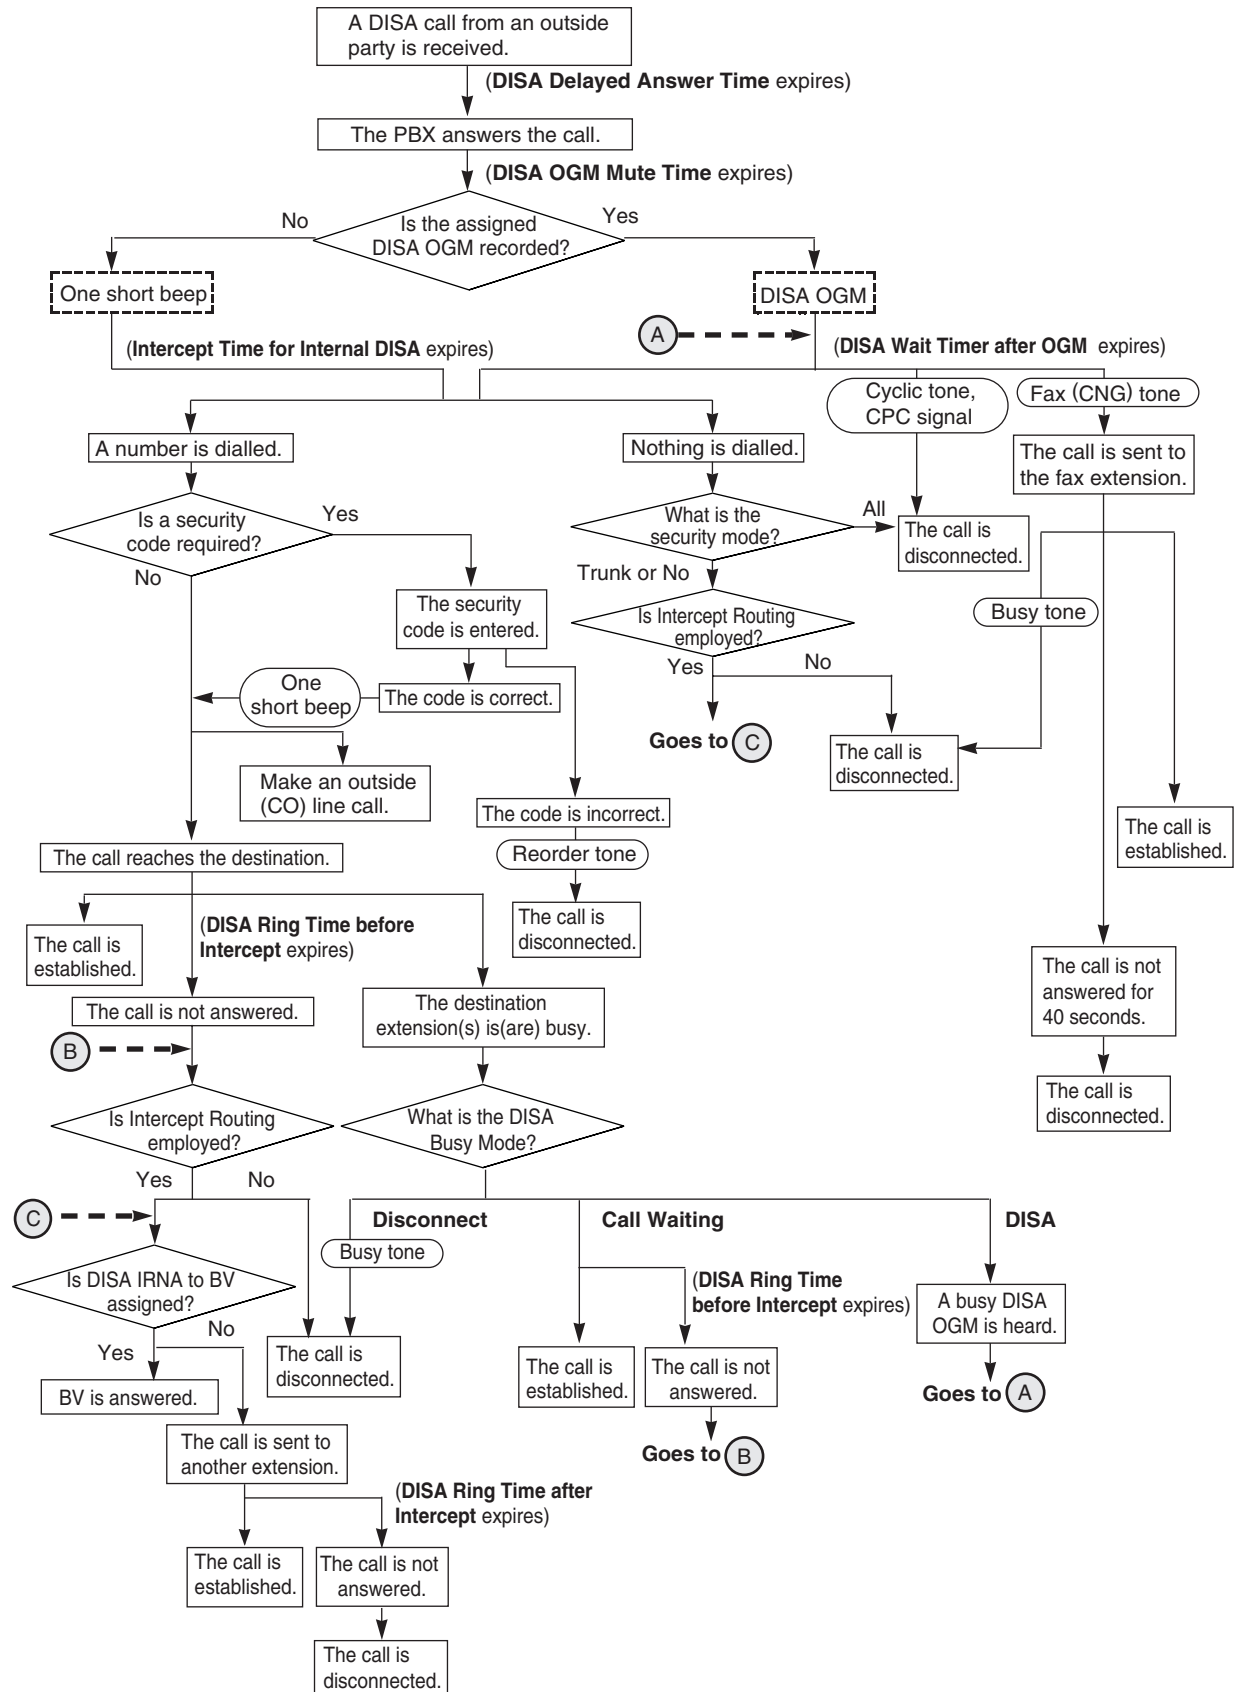 A DISA call from an outside
party is received.
(DISA Delayed Answer Time expires)
The PBX answers the call.
(DISA OGM Mute Time expires)
No
Yes
Is the assigned
DISA OGM recorded?
One short beep
DISA OGM
A
(Intercept Time for Internal DISA expires)
(DISA Wait Timer after OGM expires)
Cyclic tone,
CPC signal
Fax (CNG) tone
A number is dialled.
Nothing is dialled.
The call is sent to
the fax extension.
Is a security
code required?
Yes
No
What is the
security mode?
All
The call is
disconnected.
Trunk or No
The security
code is entered.
Is Intercept Routing
employed?
Busy tone
Yes
No
One
short beep
The code is correct.
Goes to C
The call is
disconnected.
Make an outside
(CO) line call.
The code is incorrect.
The call is
established.
The call reaches the destination.
Reorder tone
The call is
disconnected.
(DISA Ring Time before
Intercept expires)
The call is
established.
The call is not answered.
The destination
extension(s) is(are) busy.
The call is not
answered for
40 seconds.
B
The call is
disconnected.
Is Intercept Routing
employed?
What is the DISA
Busy Mode?
Yes
No
C
Disconnect
Call Waiting
DISA
Busy tone
Is DISA IRNA to BV
assigned?
(DISA Ring Time
before Intercept expires)
A busy DISA
OGM is heard.
No
Yes
The call is
disconnected.
The call is
established.
The call is not
answered.
BV is answered.
Goes to A
The call is sent to
another extension.
Goes to B
(DISA Ring Time after
Intercept expires)
The call is
established.
The call is not
answered.
The call is
disconnected.